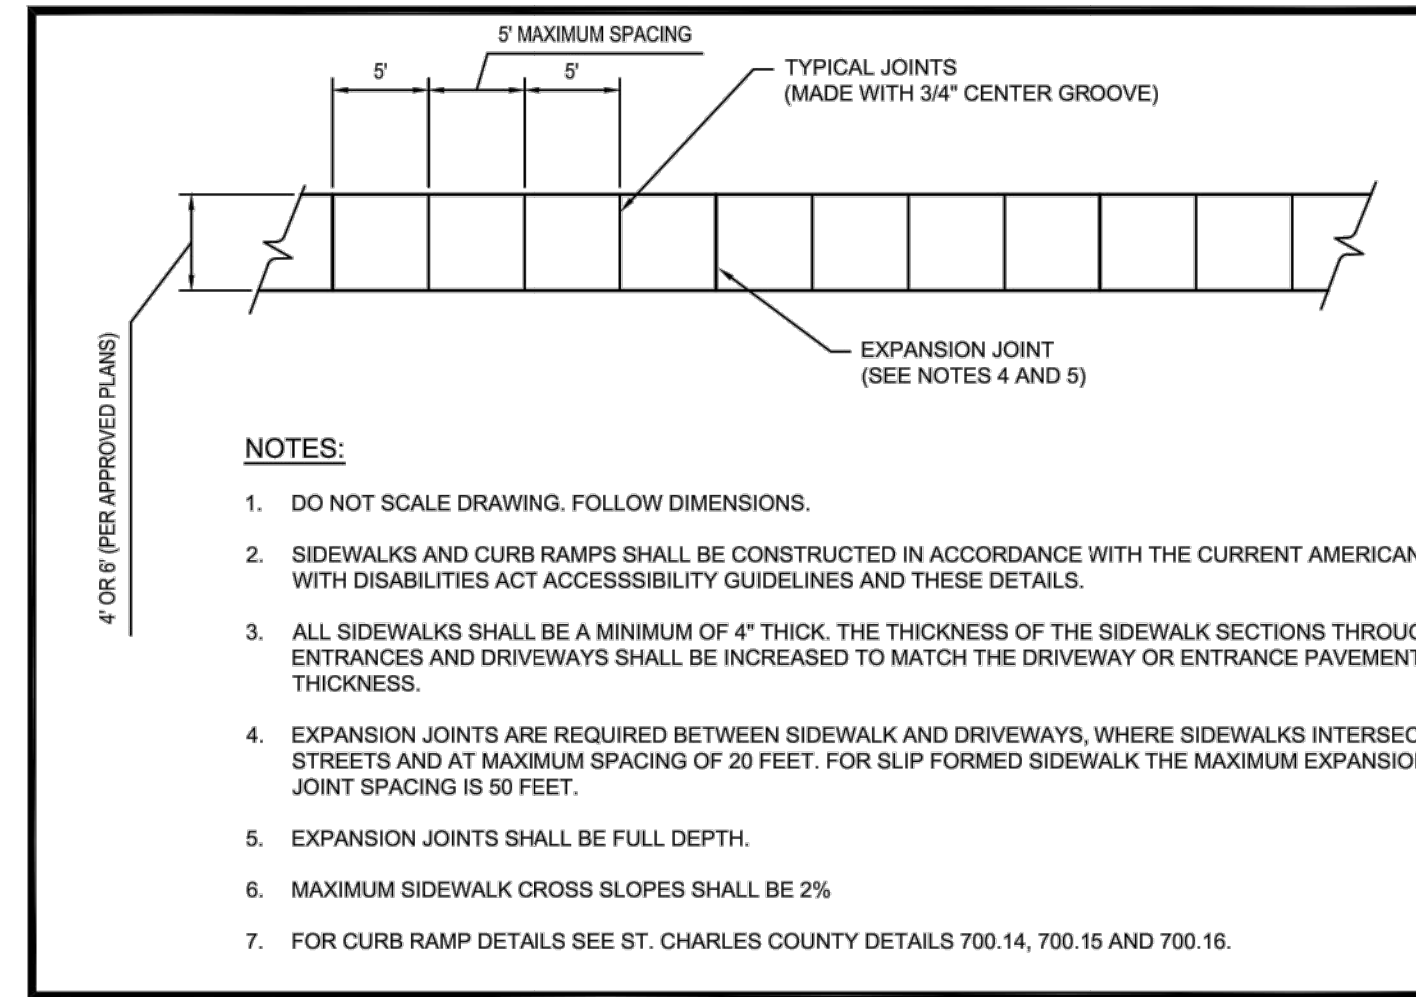 5' MAXIMUM SPACING
5'
5'
TYPICAL JOINTS
(MADE WITH 3/4" CENTER GROOVE)
EXPANSION JOINT
(SEE NOTES 4 AND 5)
4' OR 6' (PER APPROVED PLANS)
NOTES:
1. DO NOT SCALE DRAWING. FOLLOW DIMENSIONS.
2. SIDEWALKS AND CURB RAMPS SHALL BE CONSTRUCTED IN ACCORDANCE WITH THE CURRENT AMERICAN
WITH DISABILITIES ACT ACCESSSIBILITY GUIDELINES AND THESE DETAILS.
3. ALL SIDEWALKS SHALL BE A MINIMUM OF 4" THICK. THE THICKNESS OF THE SIDEWALK SECTIONS THROUG
ENTRANCES AND DRIVEWAYS SHALL BE INCREASED TO MATCH THE DRIVEWAY OR ENTRANCE PAVEMENT
THICKNESS.
4. EXPANSION JOINTS ARE REQUIRED BETWEEN SIDEWALK AND DRIVEWAYS, WHERE SIDEWALKS INTERSEC
STREETS AND AT MAXIMUM SPACING OF 20 FEET. FOR SLIP FORMED SIDEWALK THE MAXIMUM EXPANSIO
JOINT SPACING IS 50 FEET.
5. EXPANSION JOINTS SHALL BE FULL DEPTH.
6. MAXIMUM SIDEWALK CROSS SLOPES SHALL BE 2%
7. FOR CURB RAMP DETAILS SEE ST. CHARLES COUNTY DETAILS 700.14, 700.15 AND 700.16.